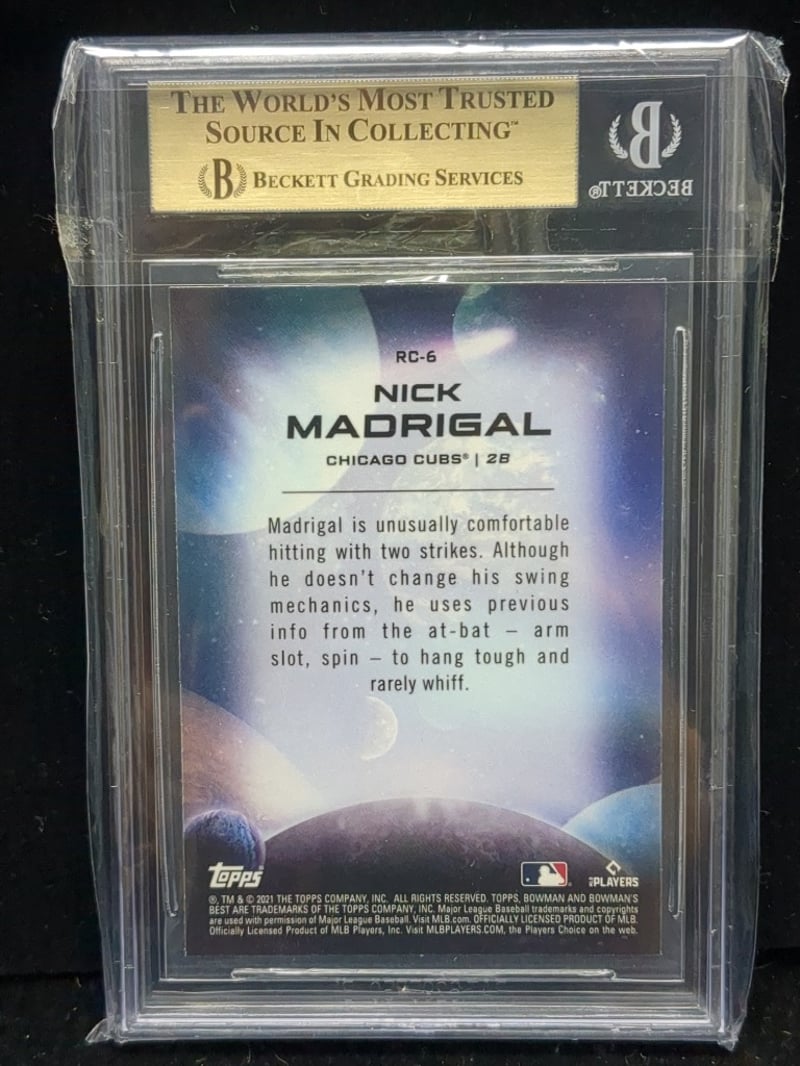 THE WORLD'S MOST TRUSTED
SOURCE IN COLLECTING™
B BECKETT GRADING SERVICES
B
BECKETT®
RC-6
NICK
MADRIGAL
CHICAGO CUBS® | 2B
Madrigal is unusually comfortable
hitting with two strikes. Although
he doesn't change his swing
mechanics, he uses previous
info from the at-bat – arm
slot, spin – to hang tough and
rarely whiff.
TOPPS
MLB PLAYERS
®, TM & © 2021 THE TOPPS COMPANY, INC. ALL RIGHTS RESERVED. TOPPS, BOWMAN AND BOWMAN'S
BEST ARE TRADEMARKS OF THE TOPPS COMPANY, INC. Major League Baseball trademarks and copyrights
are used with permission of Major League Baseball. Visit MLB.com. OFFICIALLY LICENSED PRODUCT OF MLB.
Officially Licensed Product of MLB Players, Inc. Visit MLBPLAYERS.COM, the Players Choice on the web.